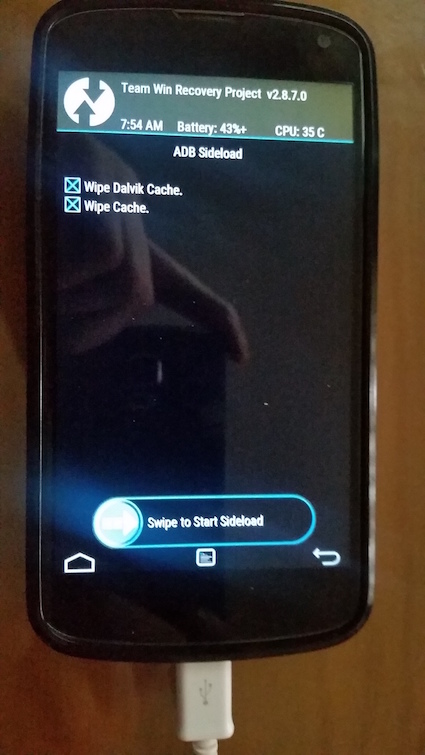 Team Win Recovery Project v2.8.7.0
7:54 AM Battery: 43%+ CPU: 35 C
ADB Sideload
Wipe Dalvik Cache.
Wipe Cache.
Swipe to Start Sideload